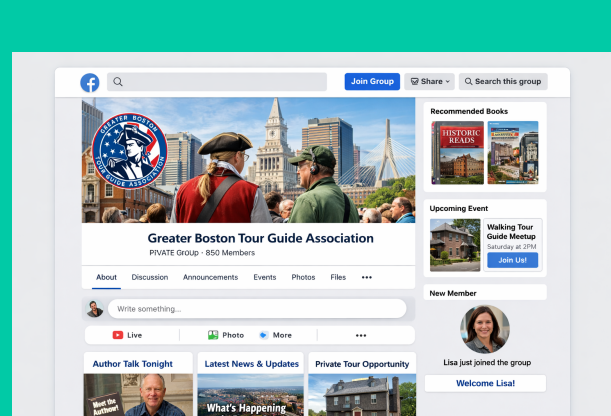 Join Group
Share
Search this group
GREATER BOSTON
TOUR GUIDE ASSOCIATION
Greater Boston Tour Guide Association
PIVATE Group · 850 Members
About Discussion Announcements Events Photos Files •••
Write something...
Live
Photo
More
•••
Author Talk Tonight
Meet the
Author!
Latest News & Updates
What's Happening
Private Tour Opportunity
Recommended Books
HISTORIC
READS
Upcoming Event
Walking Tour
Guide Meetup
Saturday at 2PM
Join Us!
New Member
Lisa just joined the group
Welcome Lisa!